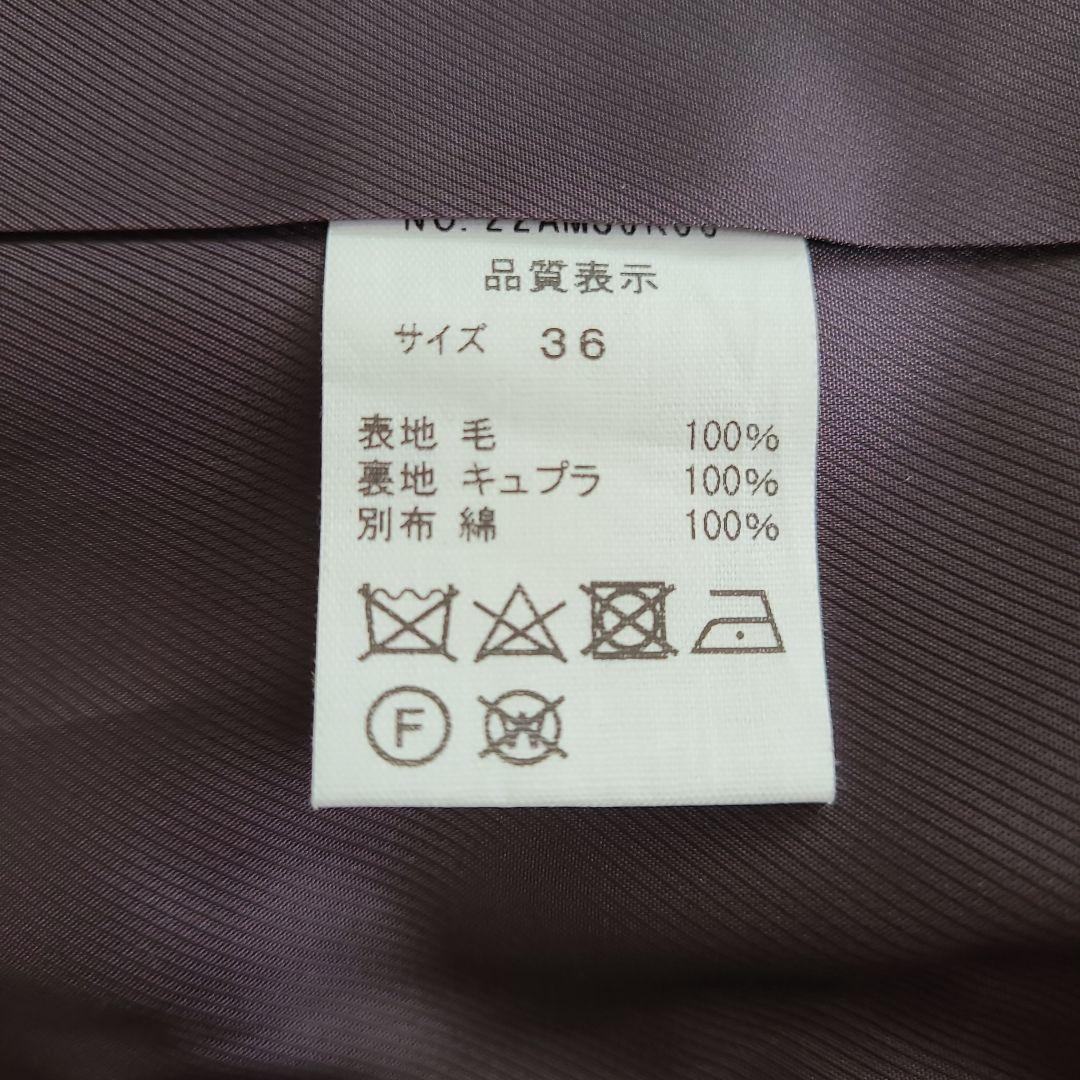 品質表示
サイズ 36
表地 毛 100%
裏地 キュプラ 100%
別布 綿 100%
F W